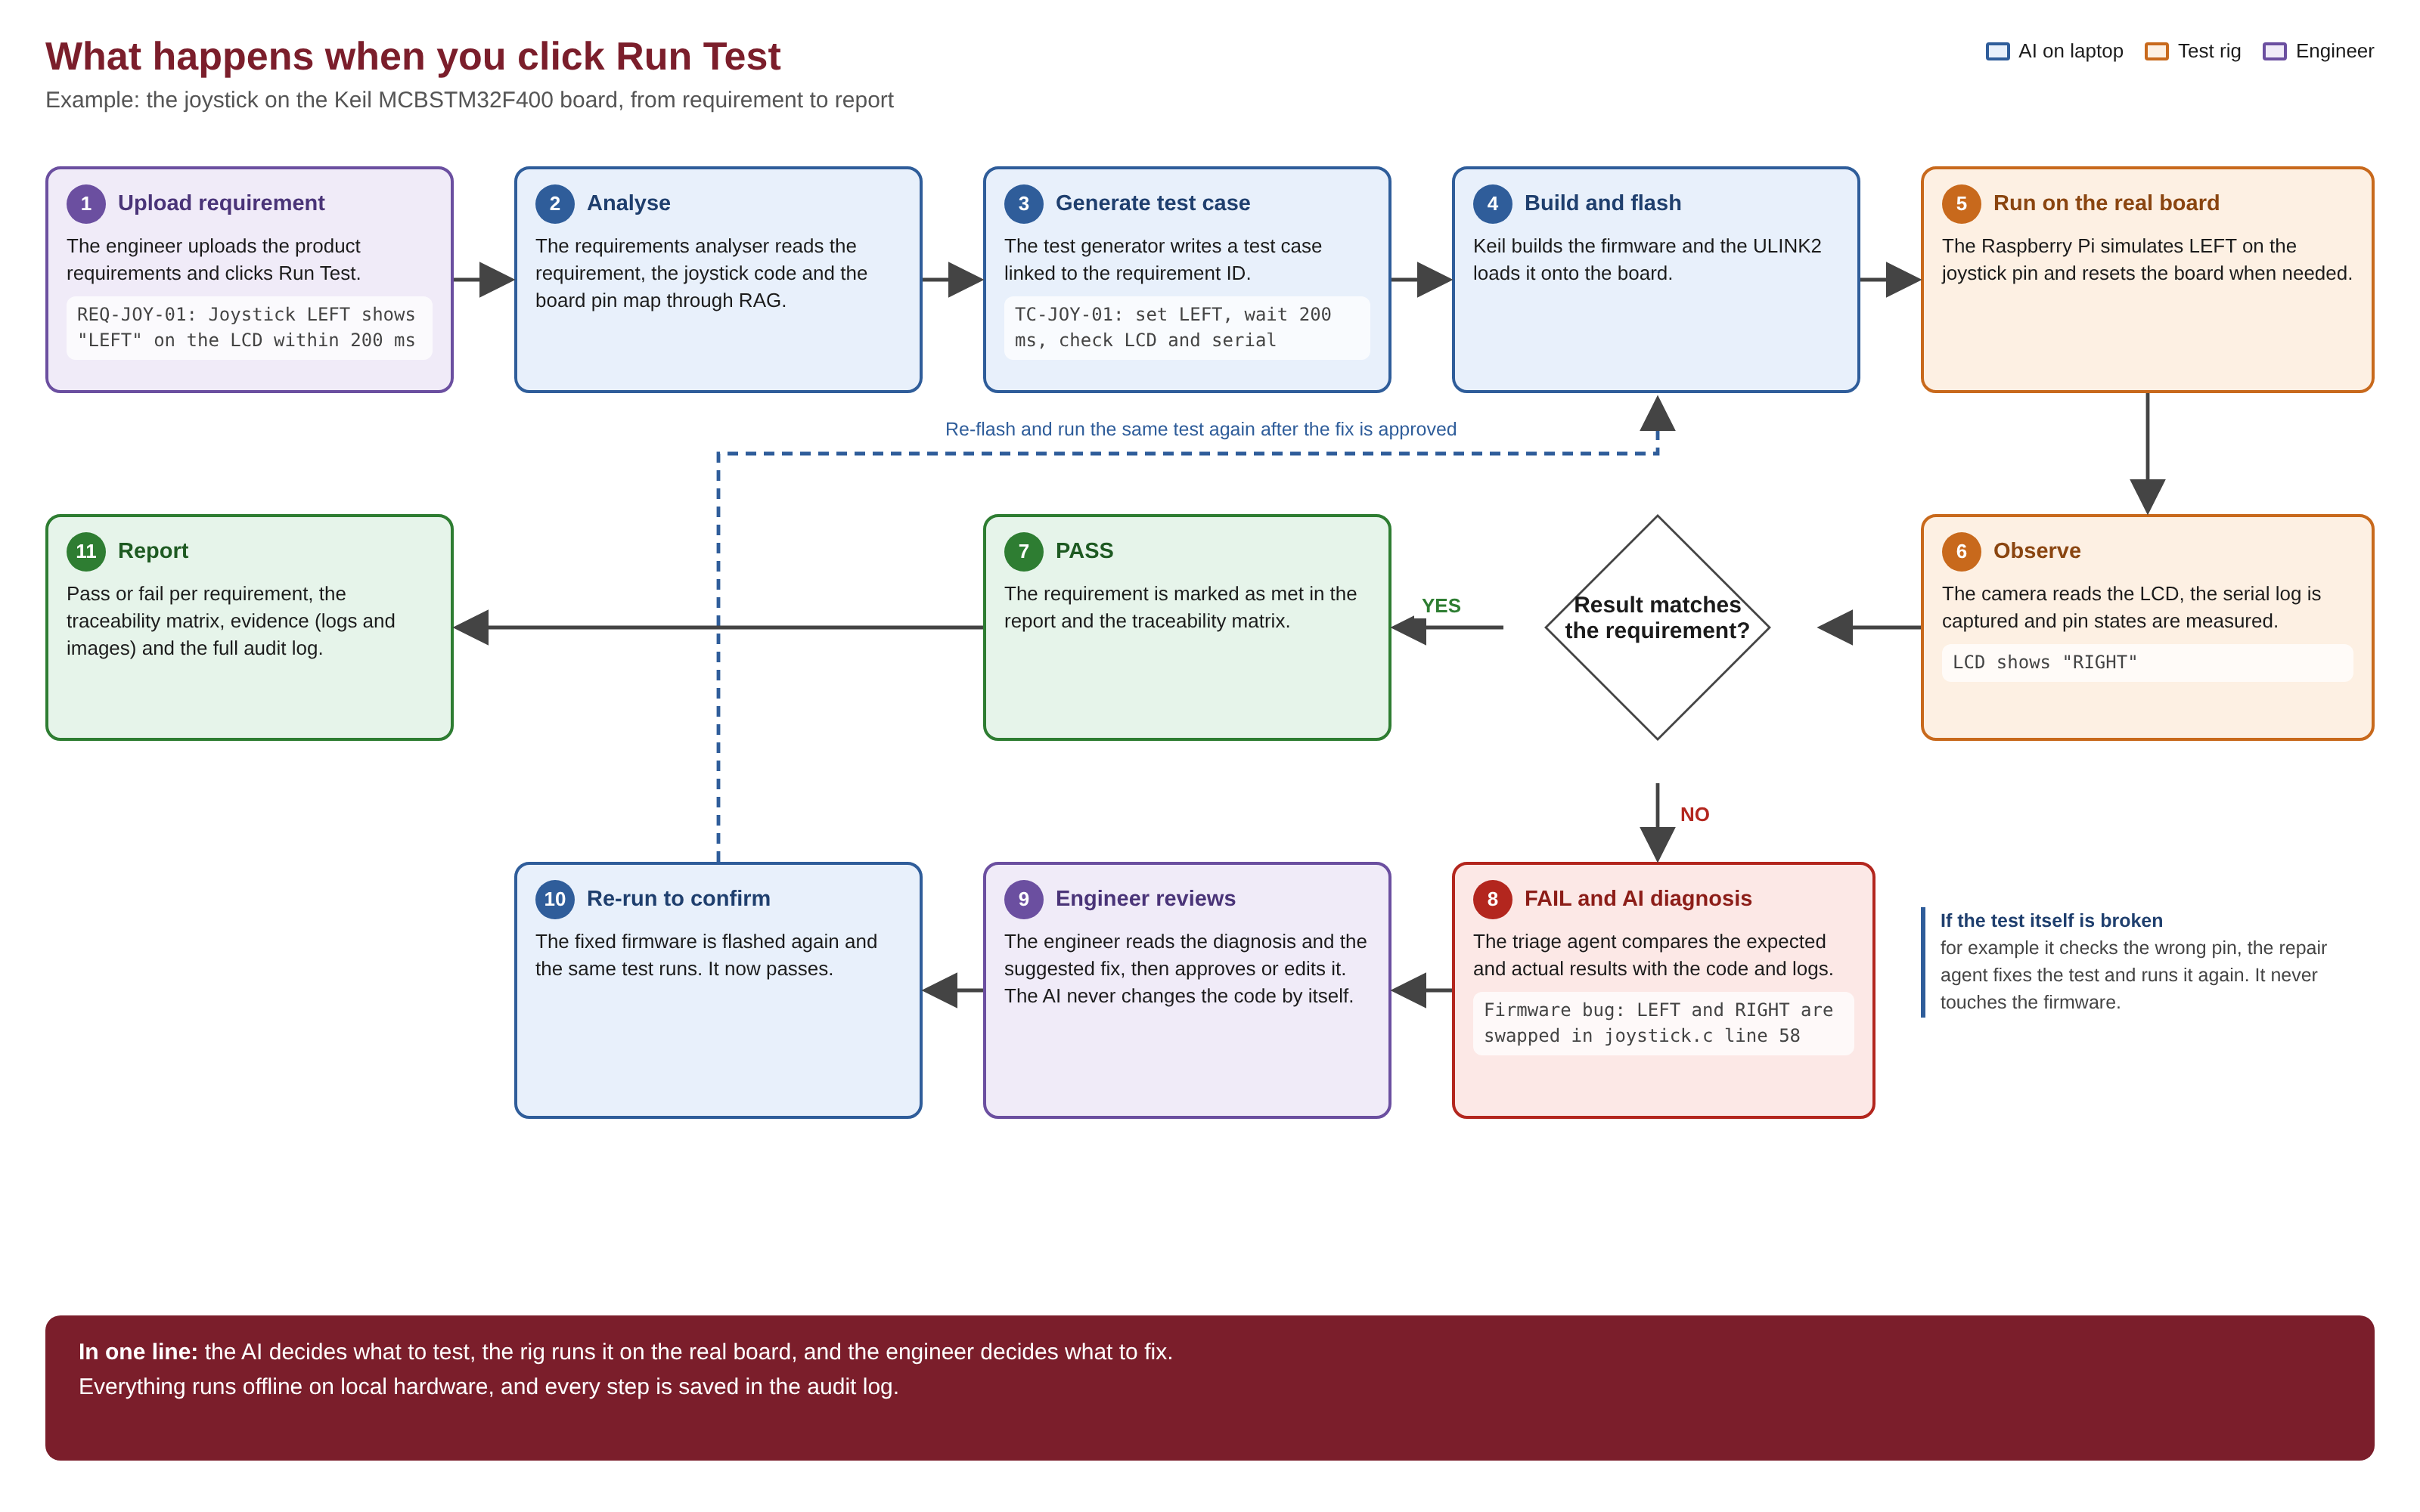 What happens when you click Run Test
Example: the joystick on the Keil MCBSTM32F400 board, from requirement to report
AI on laptop
Test rig
Engineer
1
Upload requirement
The engineer uploads the product
requirements and clicks Run Test.
REQ-JOY-01: Joystick LEFT shows
"LEFT" on the LCD within 200 ms
2
Analyse
The requirements analyser reads the
requirement, the joystick code and the
board pin map through RAG.
3
Generate test case
The test generator writes a test case
linked to the requirement ID.
TC-JOY-01: set LEFT, wait 200
ms, check LCD and serial
4
Build and flash
Keil builds the firmware and the ULINK2
loads it onto the board.
5
Run on the real board
The Raspberry Pi simulates LEFT on the
joystick pin and resets the board when needed.
Re-flash and run the same test again after the fix is approved
11
Report
Pass or fail per requirement, the
traceability matrix, evidence (logs and
images) and the full audit log.
7
PASS
The requirement is marked as met in the
report and the traceability matrix.
YES
Result matches
the requirement?
6
Observe
The camera reads the LCD, the serial log is
captured and pin states are measured.
LCD shows "RIGHT"
NO
10
Re-run to confirm
The fixed firmware is flashed again and
the same test runs. It now passes.
9
Engineer reviews
The engineer reads the diagnosis and the
suggested fix, then approves or edits it.
The AI never changes the code by itself.
8
FAIL and AI diagnosis
The triage agent compares the expected
and actual results with the code and logs.
Firmware bug: LEFT and RIGHT are
swapped in joystick.c line 58
If the test itself is broken
for example it checks the wrong pin, the repair
agent fixes the test and runs it again. It never
touches the firmware.
In one line: the AI decides what to test, the rig runs it on the real board, and the engineer decides what to fix.
Everything runs offline on local hardware, and every step is saved in the audit log.